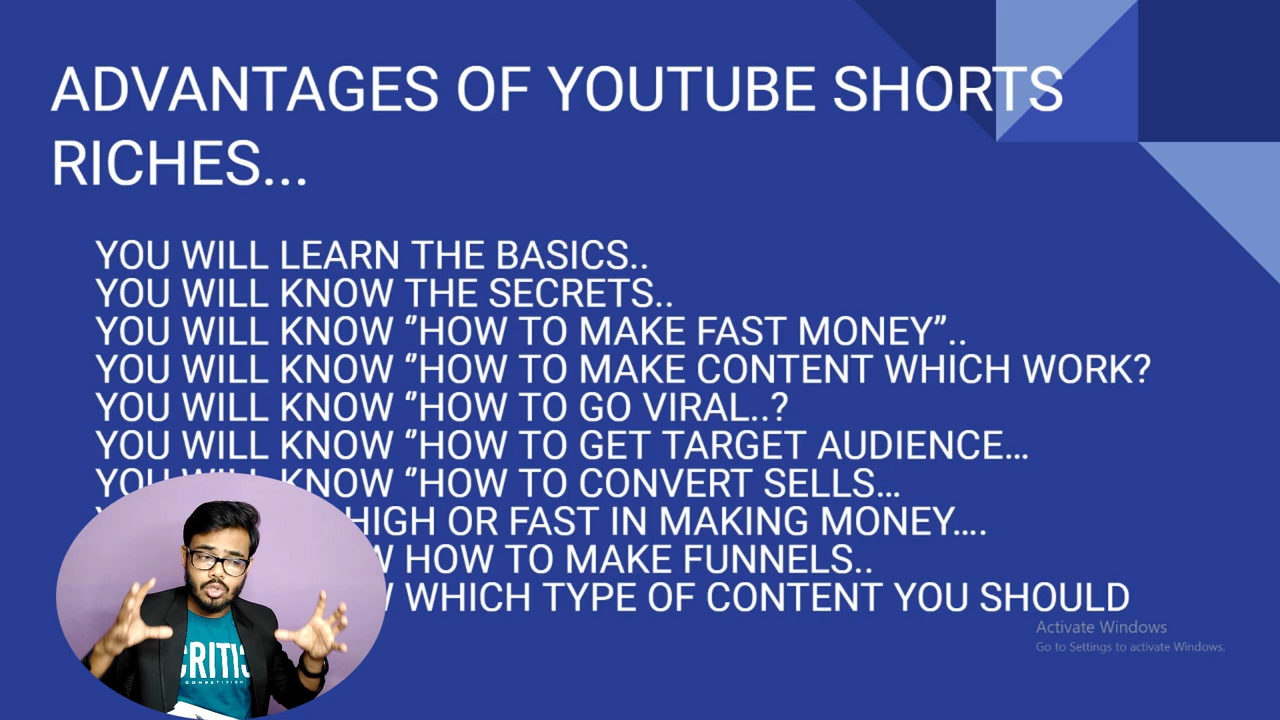 ADVANTAGES OF YOUTUBE SHORTS
RICHES...
YOU WILL LEARN THE BASICS..
YOU WILL KNOW THE SECRETS..
YOU WILL KNOW "HOW TO MAKE FAST MONEY"..
YOU WILL KNOW "HOW TO MAKE CONTENT WHICH WORK?
YOU WILL KNOW "HOW TO GO VIRAL..?
YOU WILL KNOW "HOW TO GET TARGET AUDIENCE...
YOU WILL KNOW "HOW TO CONVERT SELLS...
HIGH OR FAST IN MAKING MONEY....
HOW TO MAKE FUNNELS..
WHICH TYPE OF CONTENT YOU SHOULD
Activate Windows
Go to Settings to activate Windows.
COMPETITION